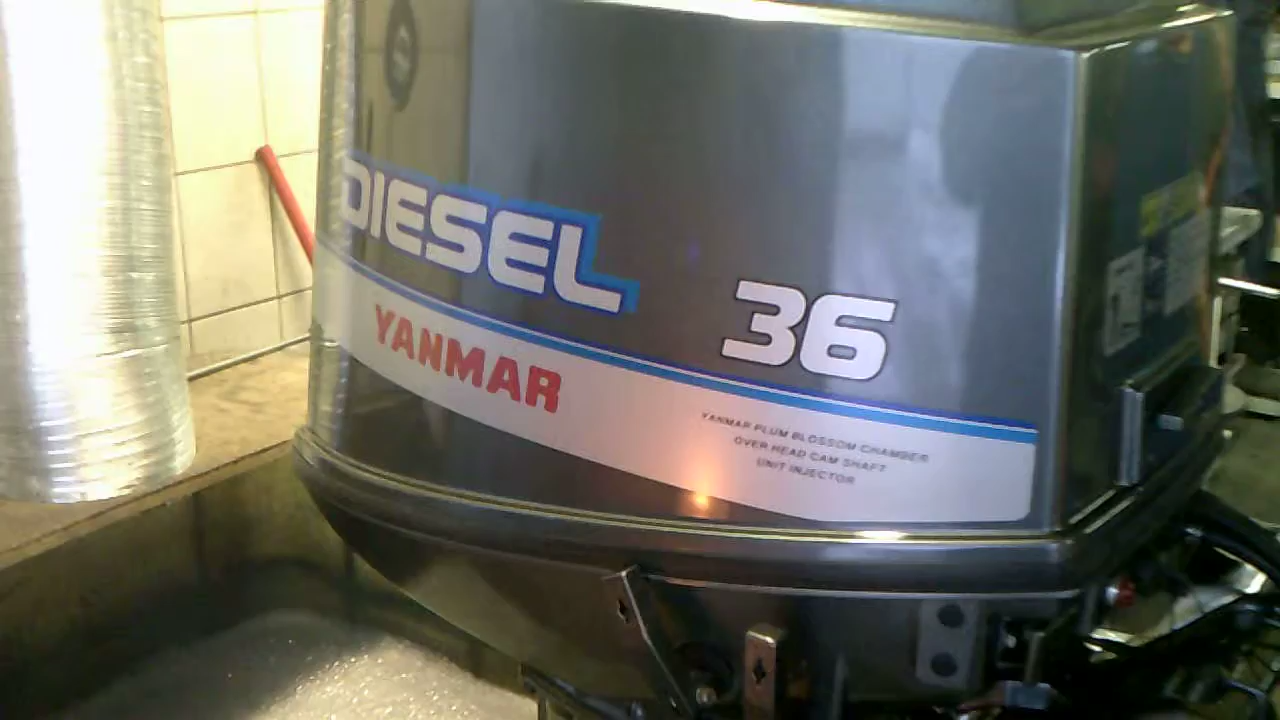 DIESEL
36
YANMAR
YANMAR PLUM BLOSSOM CHAMBER
OVER HEAD CAM SHAFT
UNIT INJECTOR